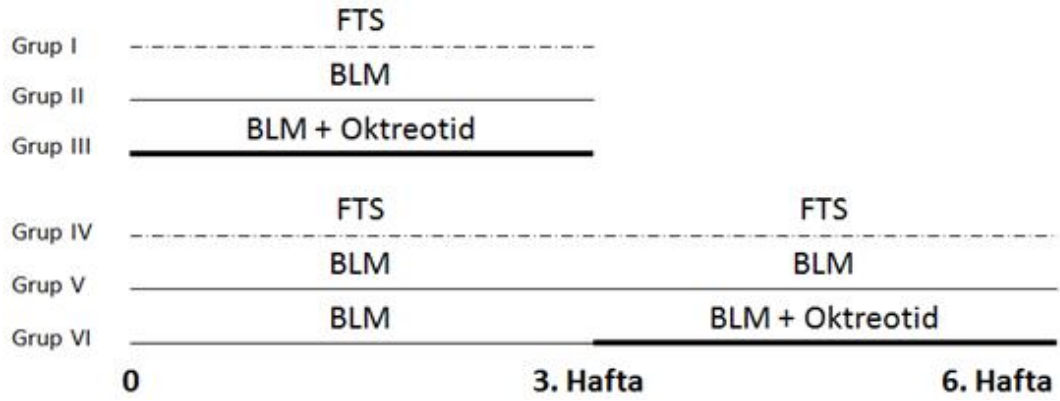 FTS
Grup I
BLM
Grup II
BLM + Oktreotid
Grup III
FTS FTS
Grup IV
BLM BLM
Grup V
BLM BLM + Oktreotid
Grup VI
0 3. Hafta 6. Hafta